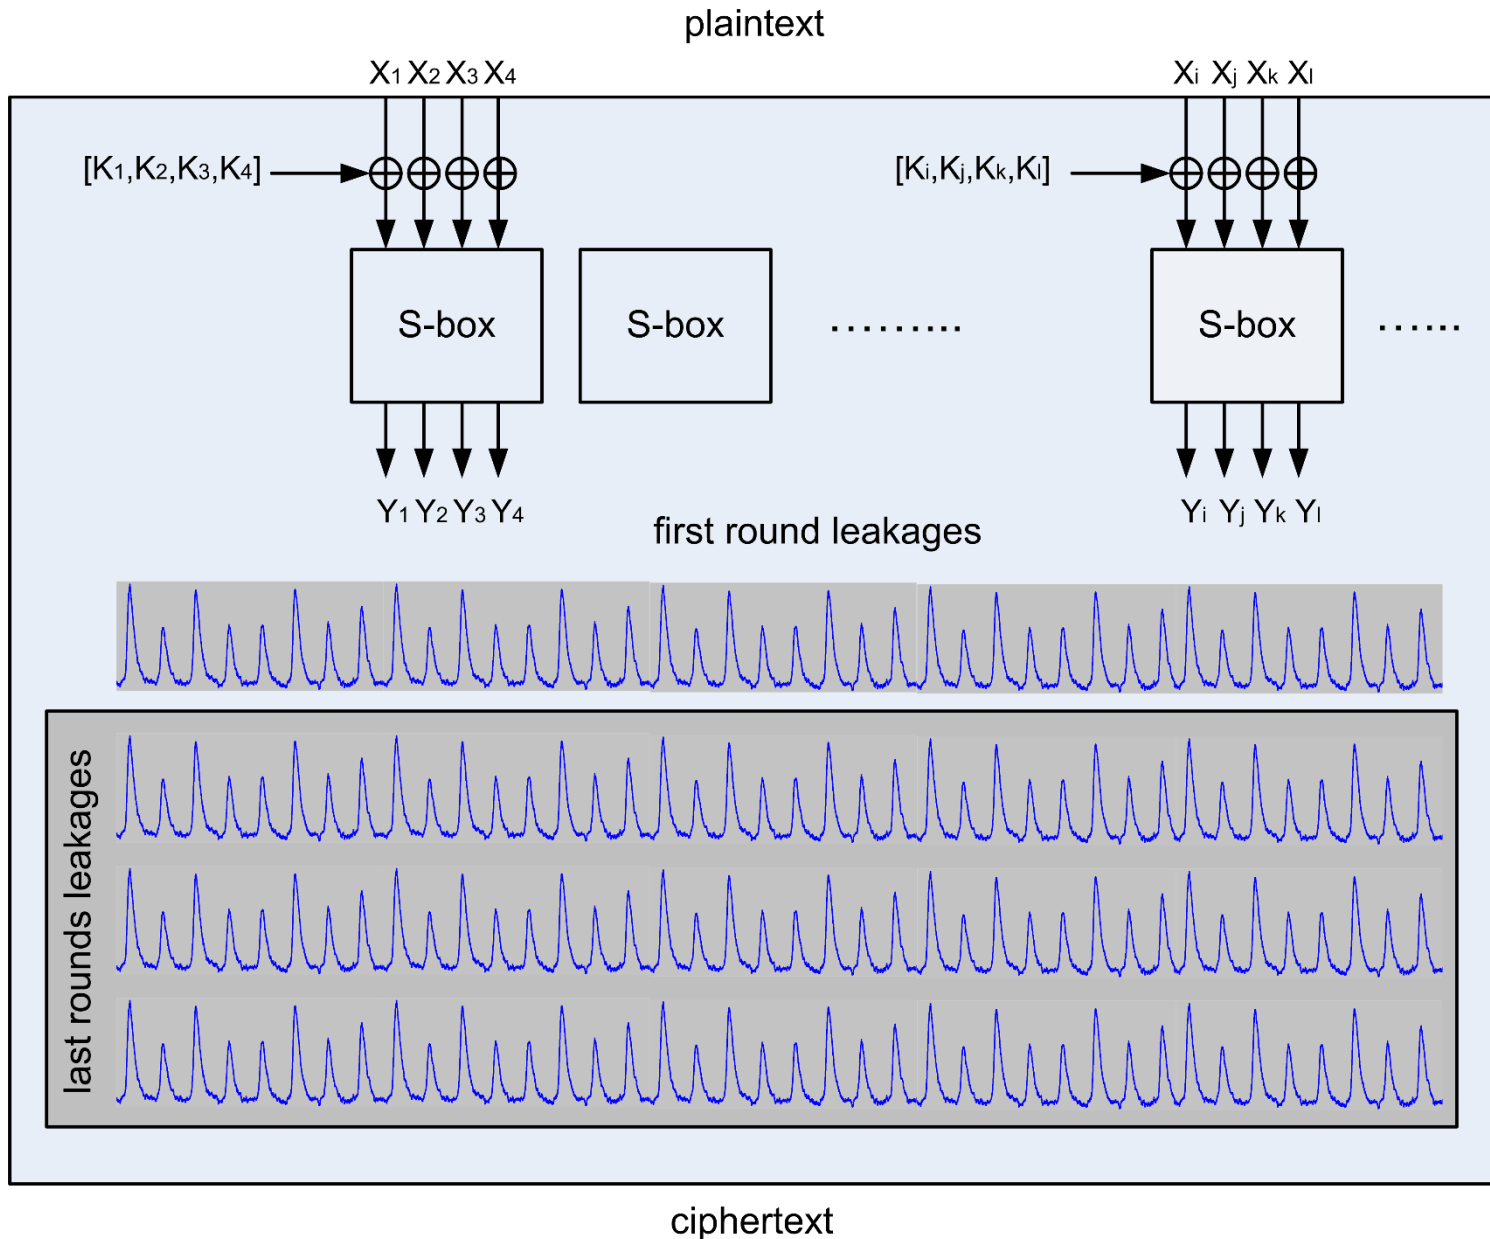 plaintext
X1 X2 X3 X4
Xi Xj Xk Xl
[K1,K2,K3,K4]
[Ki,Kj,Kk,Kl]
S-box
S-box
.........
S-box
......
Y1 Y2 Y3 Y4
Yi Yj Yk Yl
first round leakages
last rounds leakages
ciphertext